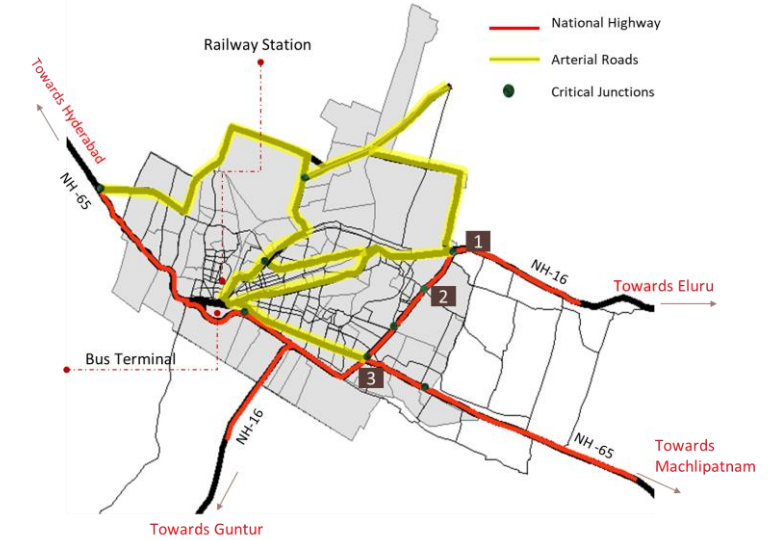 National Highway
Railway Station
Arterial Roads
Critical Junctions
Towards Hyderabad
NH -65
1
NH-16
Towards Eluru
2
Bus Terminal
3
NH-16
NH -65
Towards
Machlipatnam
Towards Guntur